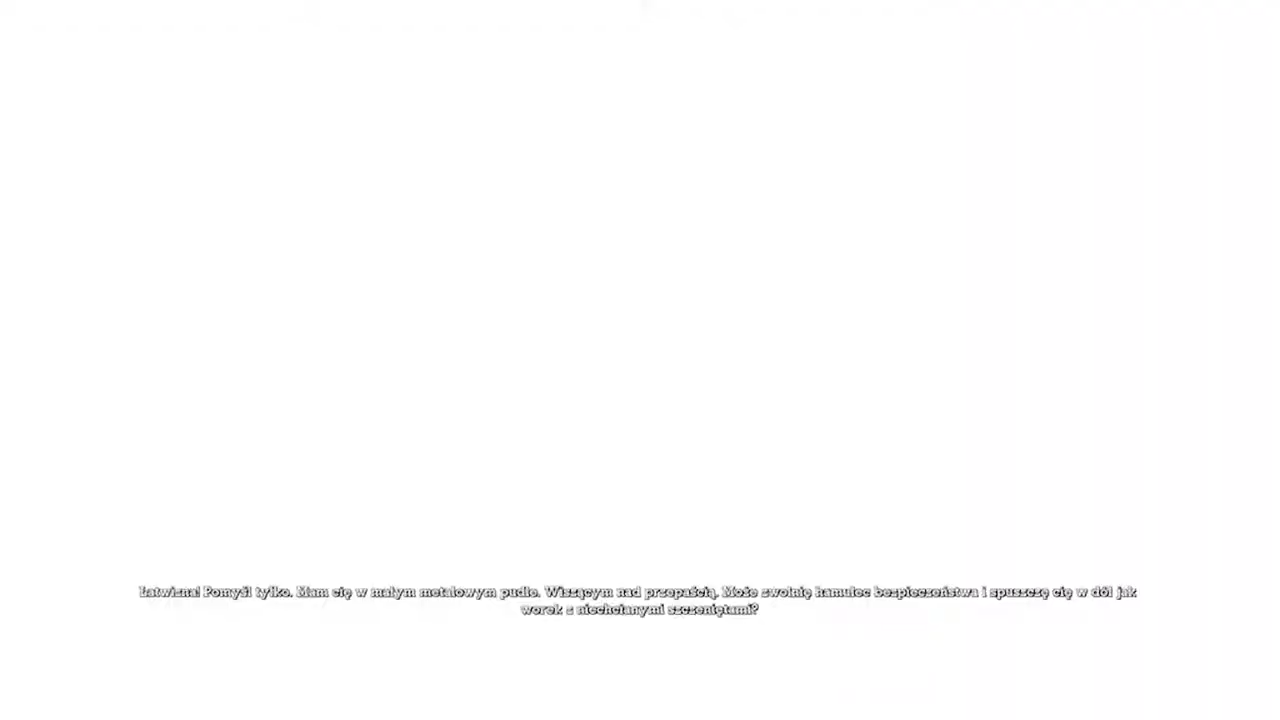 Łatwizna! Pomyśl tylko. Mam cię w małym metalowym pudle. Wiszącym nad przepaścią. Może zwolnię hamulec bezpieczeństwa i spuszczę cię w dół jak
worek z niechcianymi szczeniętami?